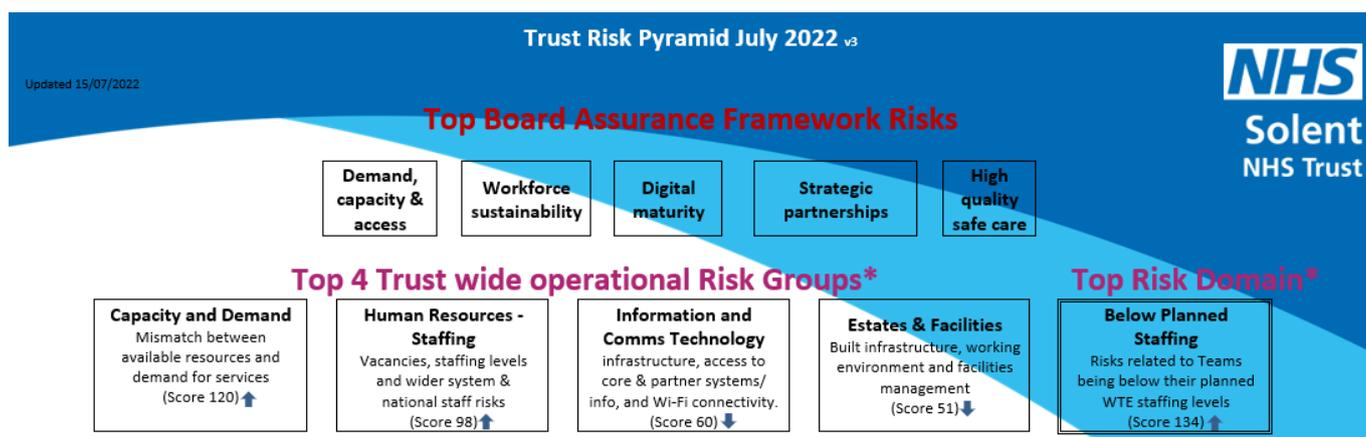 Trust Risk Pyramid July 2022 v3
NHS
Updated 15/07/2022
Solent
NHS Trust
Top Board Assurance Framework Risks
Demand,
capacity &
access
Workforce
sustainability
Digital
maturity
Strategic
partnerships
High
quality
safe care
Top 4 Trust wide operational Risk Groups*
Capacity and Demand
Mismatch between
available resources and
demand for services
(Score 120)
Human Resources -
Staffing
Vacancies, staffing levels
and wider system &
national staff risks
(Score 98)
Information and
Comms Technology
infrastructure, access to
core & partner systems/
info, and Wi-Fi connectivity.
(Score 60)
Estates & Facilities
Built infrastructure, working
environment and facilities
management
(Score 51)
Top Risk Domain*
Below Planned
Staffing
Risks related to Teams
being below their planned
WTE staffing levels
(Score 134)